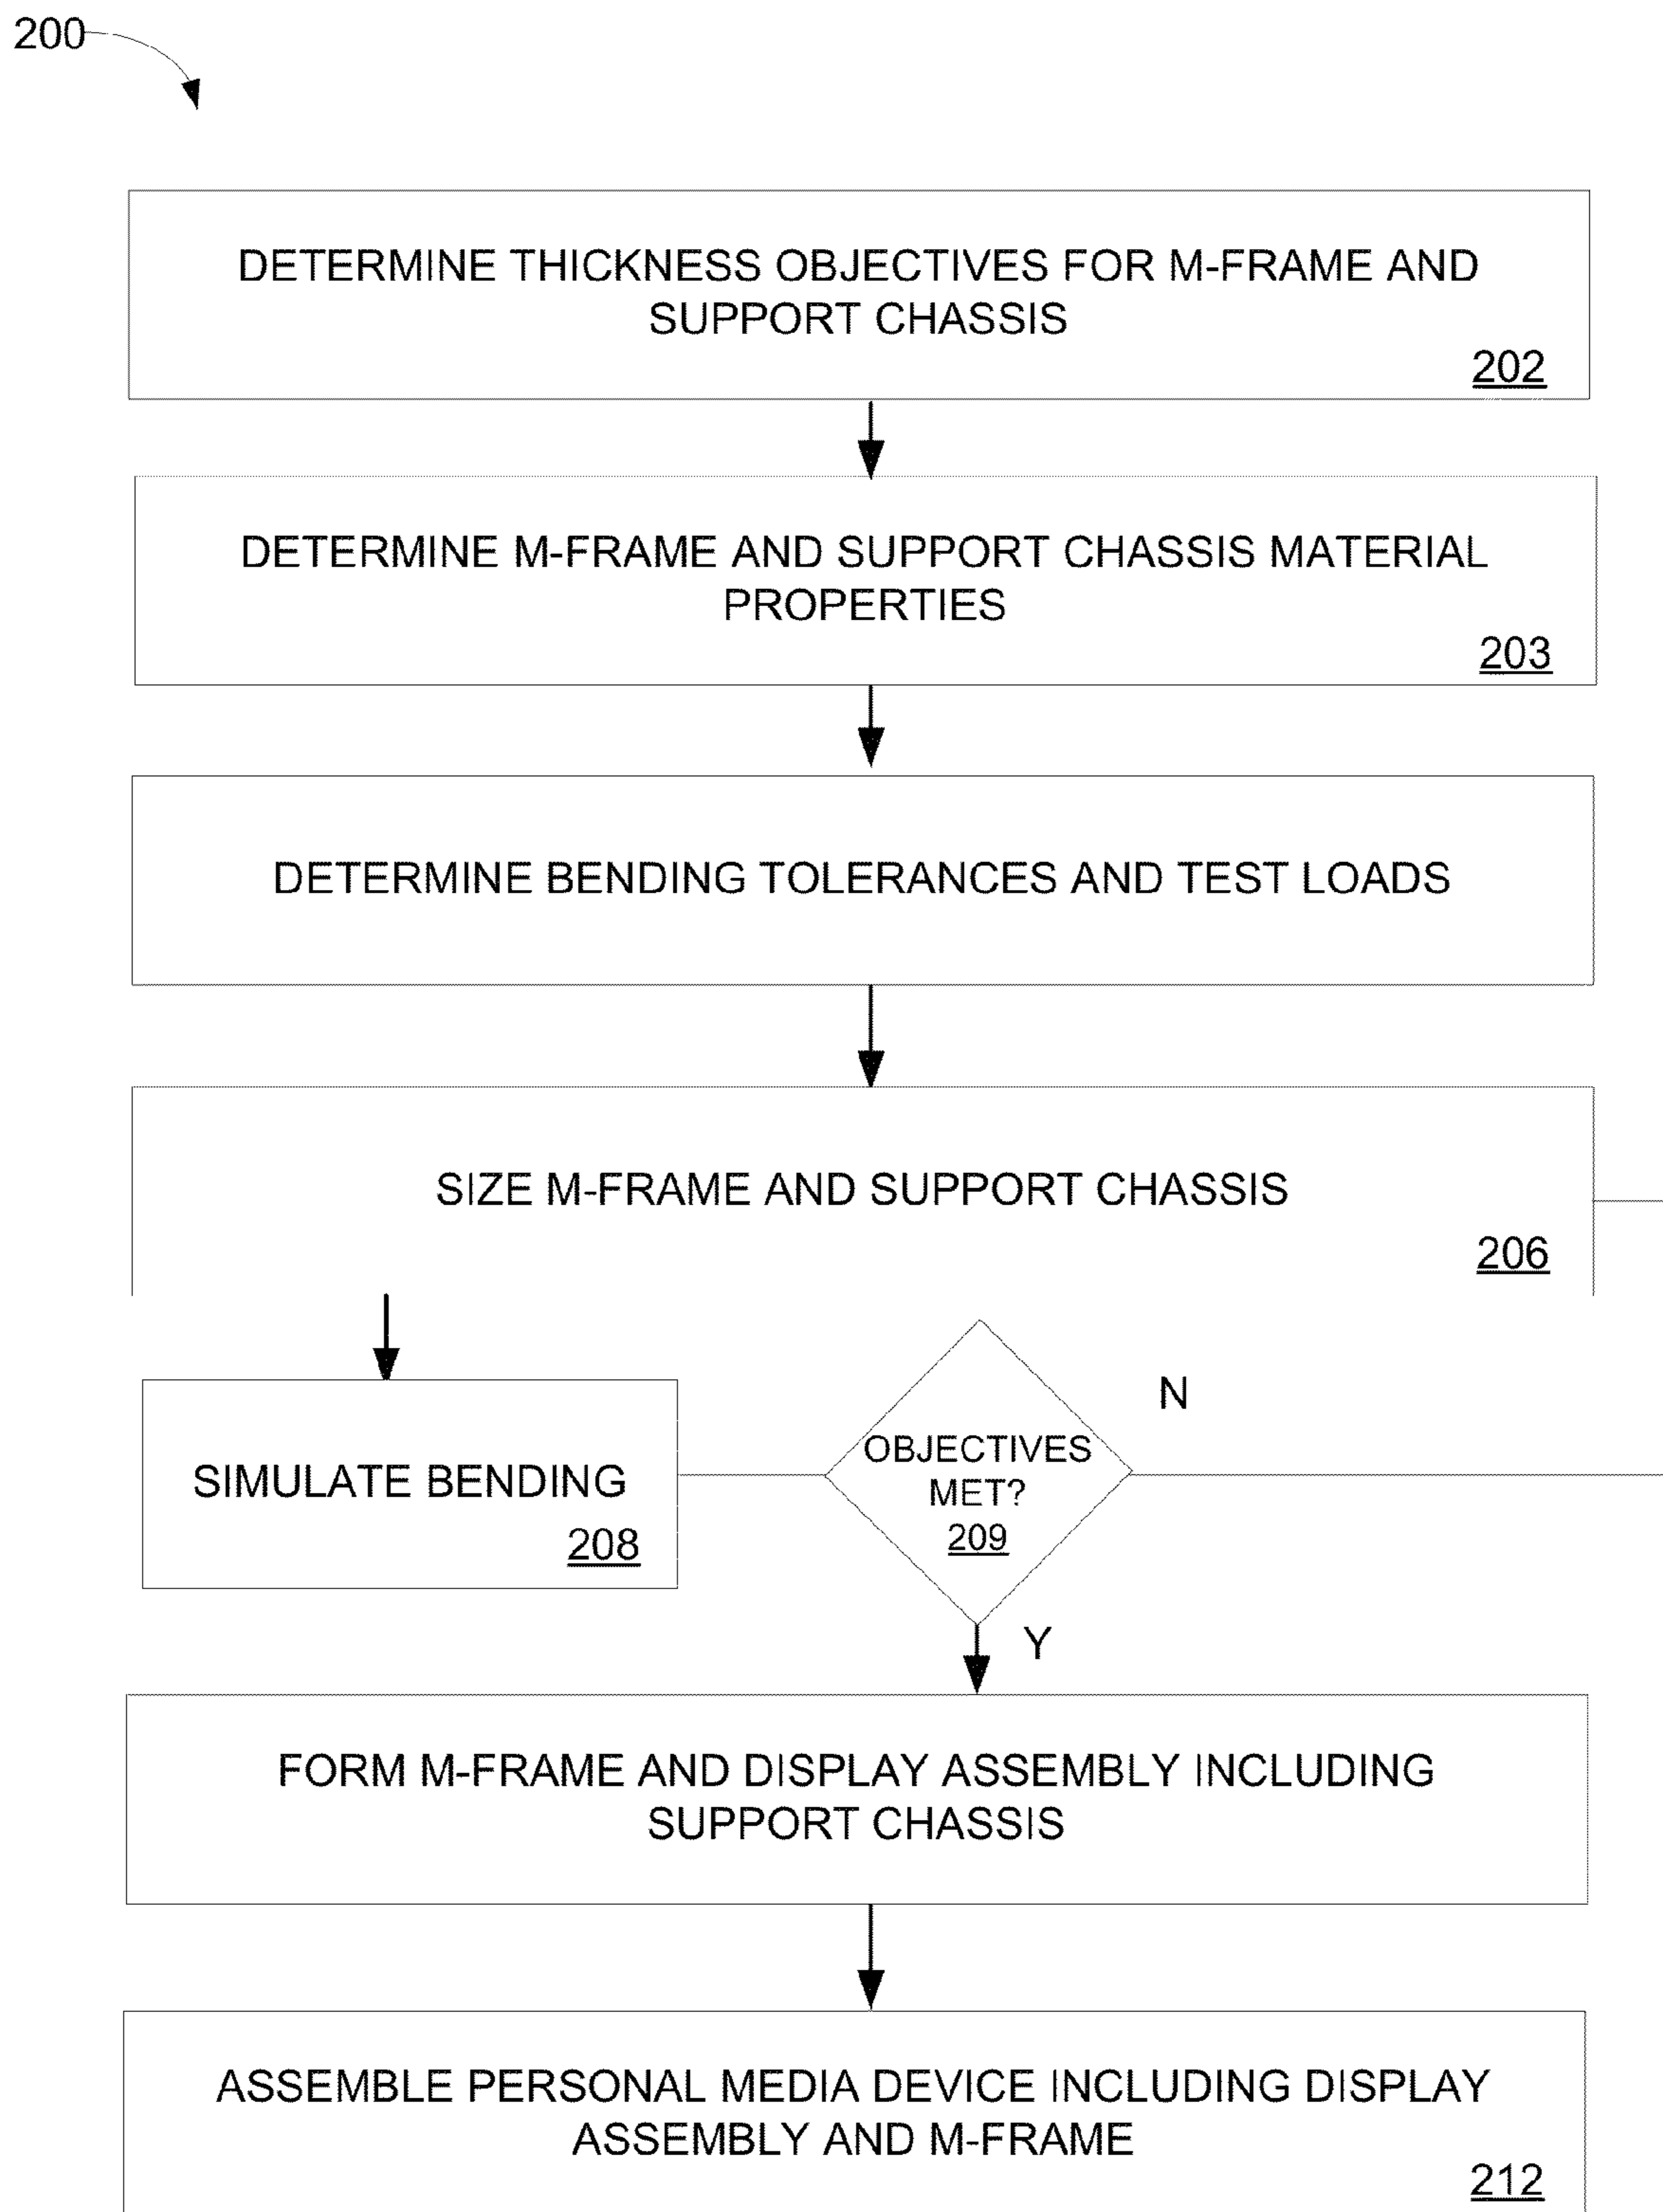 200
DETERMINE THICKNESS OBJECTIVES FOR M-FRAME AND
SUPPORT CHASSIS
202
DETERMINE M-FRAME AND SUPPORT CHASSIS MATERIAL
PROPERTIES
203
DETERMINE BENDING TOLERANCES AND TEST LOADS
SIZE M-FRAME AND SUPPORT CHASSIS
206
SIMULATE BENDING
208
OBJECTIVES
MET?
209
N
Y
FORM M-FRAME AND DISPLAY ASSEMBLY INCLUDING
SUPPORT CHASSIS
ASSEMBLE PERSONAL MEDIA DEVICE INCLUDING DISPLAY
ASSEMBLY AND M-FRAME
212